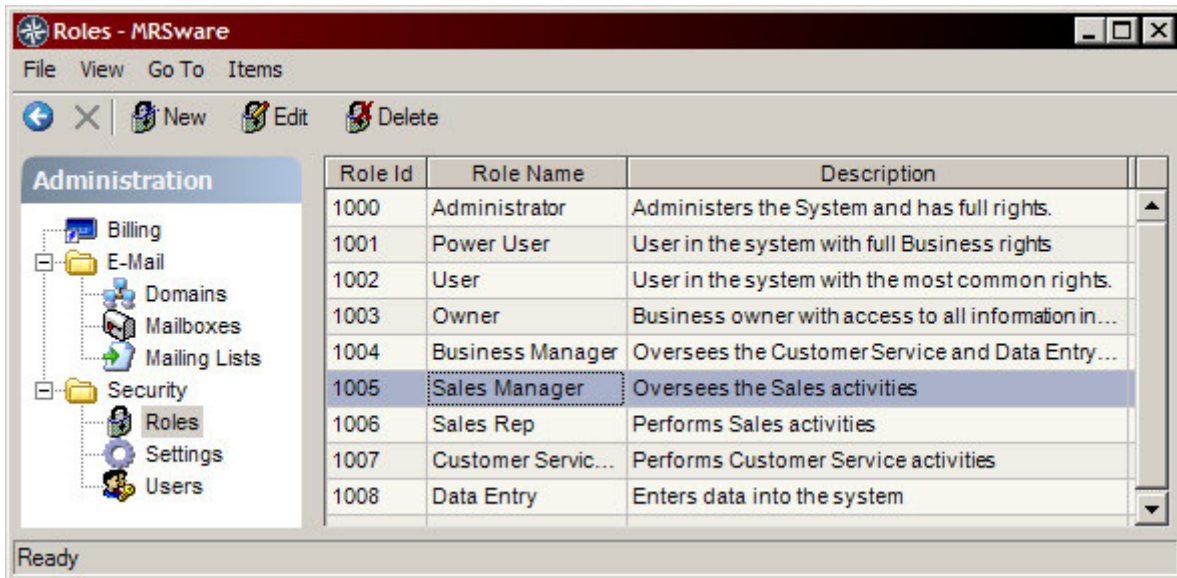 Roles - MRSware
File View Go To Items
New Edit Delete
Administration
Billing
E-Mail
Domains
Mailboxes
Mailing Lists
Security
Roles
Settings
Users
Role Id Role Name Description
1000 Administrator Administers the System and has full rights.
1001 Power User User in the system with full Business rights
1002 User User in the system with the most common rights.
1003 Owner Business owner with access to all information in...
1004 Business Manager Oversees the Customer Service and Data Entry...
1005 Sales Manager Oversees the Sales activities
1006 Sales Rep Performs Sales activities
1007 Customer Servic... Performs Customer Service activities
1008 Data Entry Enters data into the system
Ready